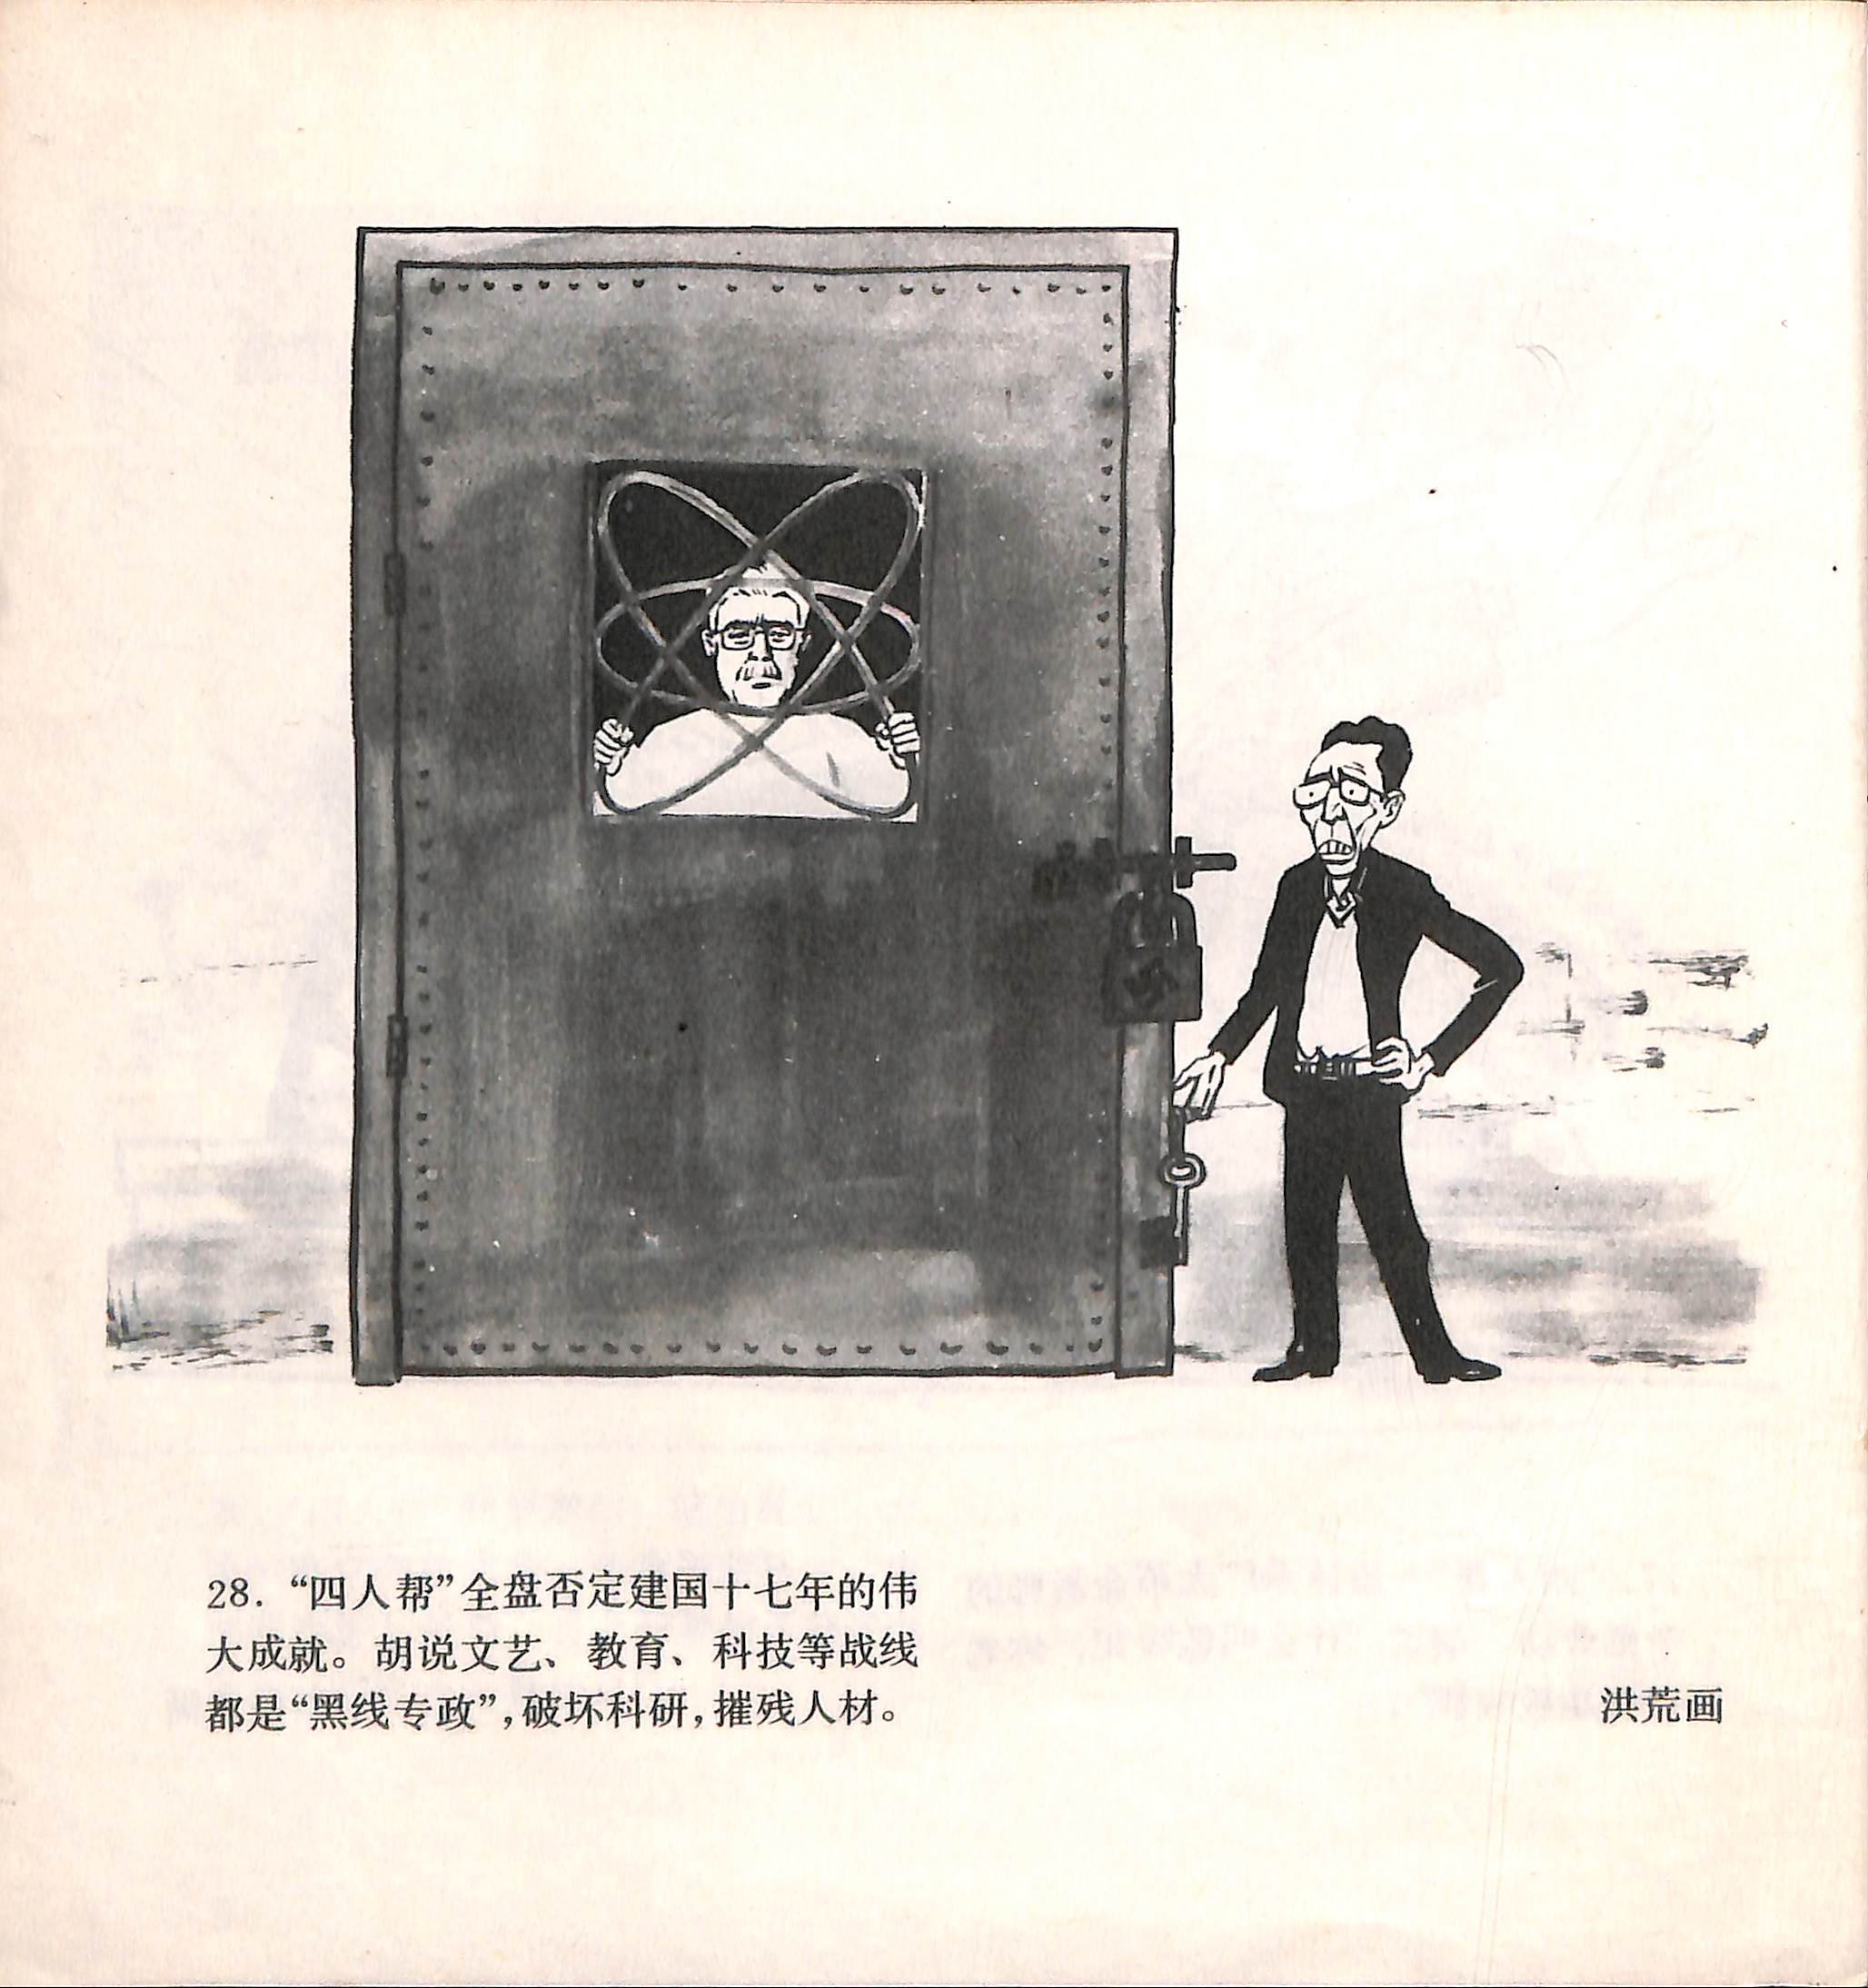 28. “四人帮”全盘否定建国十七年的伟
大成就。胡说文艺、教育、科技等战线
都是“黑线专政”,破坏科研,摧残人材。
洪荒画